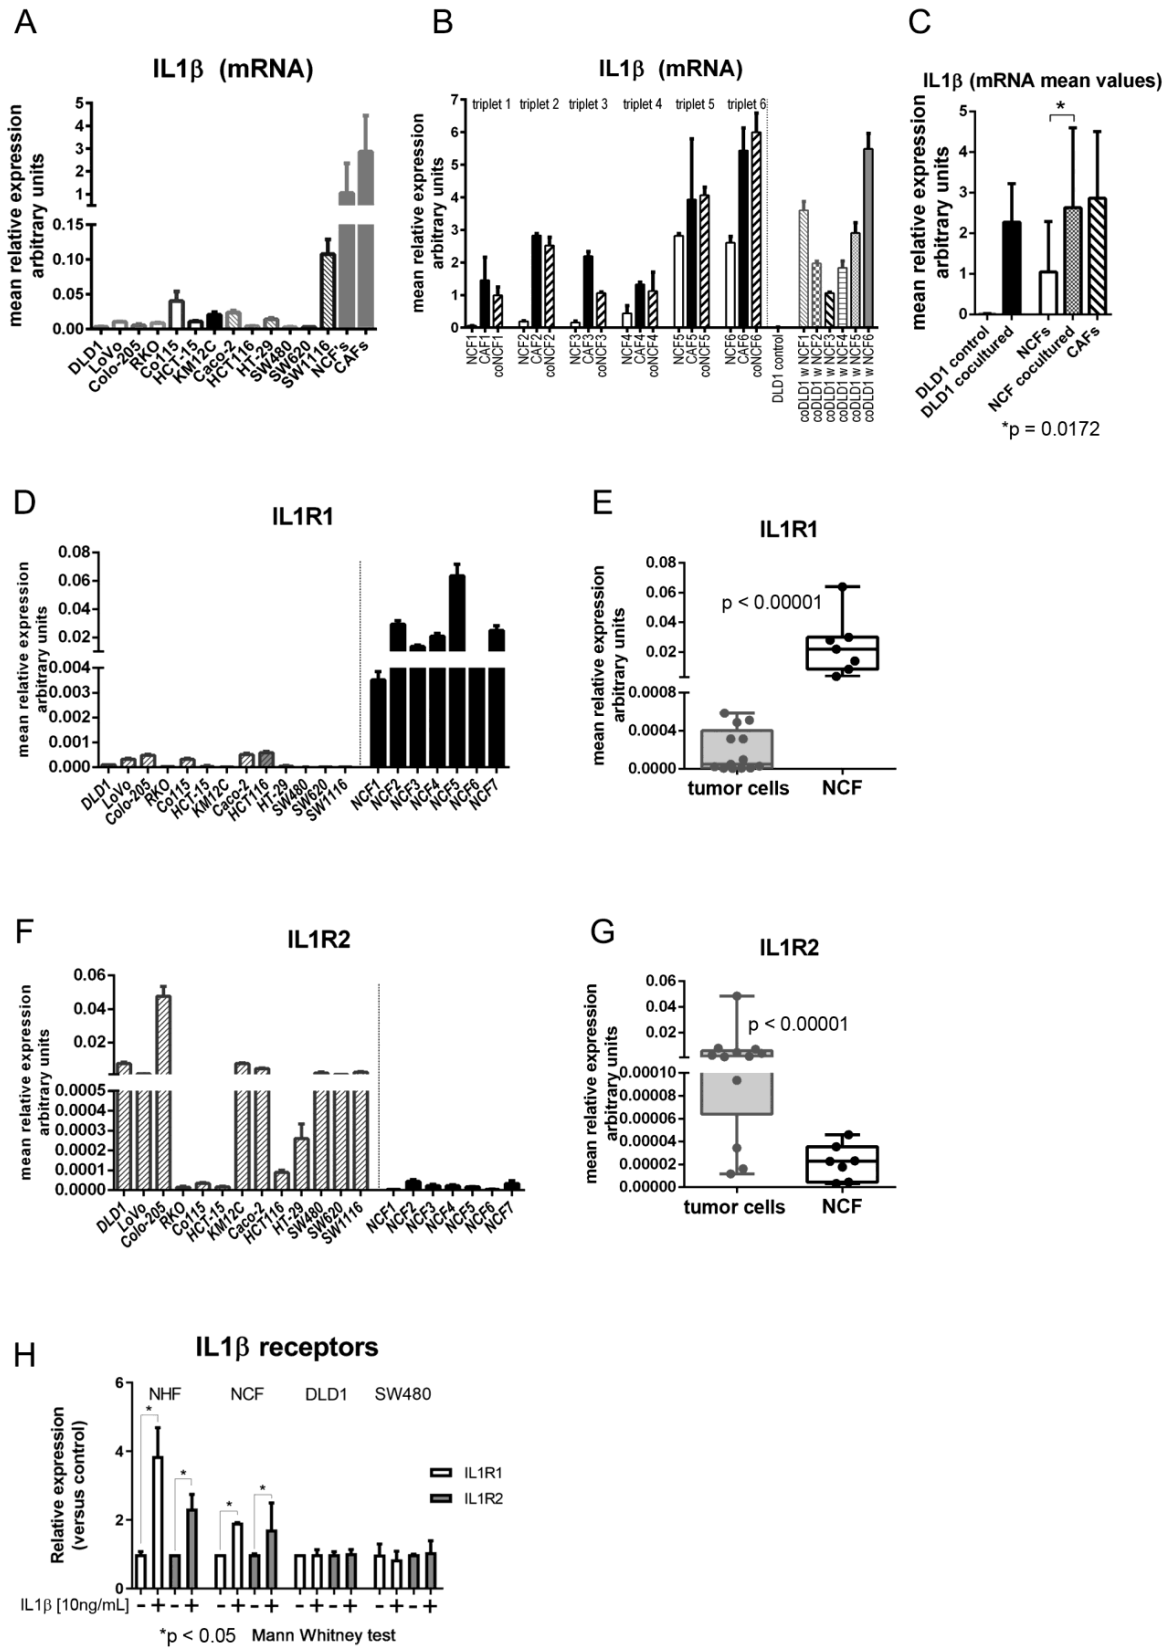 A
IL1β (mRNA)
mean relative expression
arbitrary units
5
4
3
2
1
0.15
0.10
0.05
0.00
DLD1
LoVo
Colo-205
RKO
Co115
HCT-15
KM12C
Caco-2
HCT116
HT-29
SW480
SW620
SW1116
NCF's
CAFs
B
IL1β (mRNA)
mean relative expression
arbitrary units
triplet 1 triplet 2 triplet 3 triplet 4 triplet 5 triplet 6
7
6
5
4
3
2
1
0
NCF1
CAF1
coNCF1
NCF2
CAF2
coNCF2
NCF3
CAF3
coNCF3
NCF4
CAF4
coNCF4
NCF5
CAF5
coNCF5
NCF6
CAF6
coNCF6
DLD1 control
coDLD1 w NCF1
coDLD1 w NCF2
coDLD1 w NCF3
coDLD1 w NCF4
coDLD1 w NCF5
coDLD1 w NCF6
C
IL1β (mRNA mean values)
mean relative expression
arbitrary units
5
4
3
2
1
0
*
DLD1 control
DLD1 cocultured
NCFs
NCF cocultured
CAFs
*p = 0.0172
D
IL1R1
mean relative expression
arbitrary units
0.08
0.06
0.04
0.02
0.004
0.003
0.002
0.001
0.000
DLD1
LoVo
Colo-205
RKO
Co115
HCT-15
KM12C
Caco-2
HCT116
HT-29
SW480
SW620
SW1116
NCF1
NCF2
NCF3
NCF4
NCF5
NCF6
NCF7
E
IL1R1
mean relative expression
arbitrary units
0.08
0.06
0.04
0.02
0.0008
0.0004
0.0000
p < 0.00001
tumor cells NCF
F
IL1R2
mean relative expression
arbitrary units
0.06
0.04
0.02
0.0005
0.0004
0.0003
0.0002
0.0001
0.0000
DLD1
LoVo
Colo-205
RKO
Co115
HCT-15
KM12C
Caco-2
HCT116
HT-29
SW480
SW620
SW1116
NCF1
NCF2
NCF3
NCF4
NCF5
NCF6
NCF7
G
IL1R2
mean relative expression
arbitrary units
0.06
0.04
0.02
0.00010
0.00008
0.00006
0.00004
0.00002
0.00000
p < 0.00001
tumor cells NCF
H
IL1β receptors
Relative expression
(versus control)
6
4
2
0
NHF NCF DLD1 SW480
* * * *
IL1R1
IL1R2
IL1β [10ng/mL] - + - + - + - + - + - + - + - +
*p < 0.05 Mann Whitney test